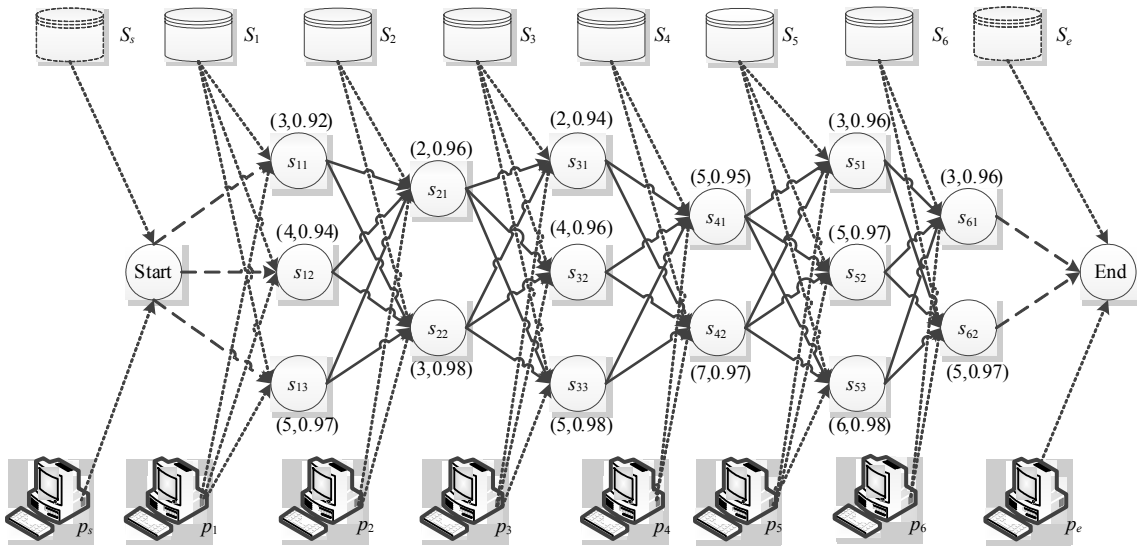 Sₛ S₁ S₂ S₃ S₄ S₅ S₆ Sₑ
(3,0.92) (2,0.94) (3,0.96)
s₁₁ (2,0.96) s₃₁ s₅₁
s₂₁ (5,0.95) (3,0.96)
(4,0.94) (4,0.96) s₄₁ s₆₁
Start s₁₂ s₃₂ s₅₂ (5,0.97) End
s₂₂ s₄₂ s₆₂
(3,0.98) (7,0.97) (5,0.97)
s₁₃ s₃₃ s₅₃
(5,0.97) (5,0.98) (6,0.98)
pₛ p₁ p₂ p₃ p₄ p₅ p₆ pₑ